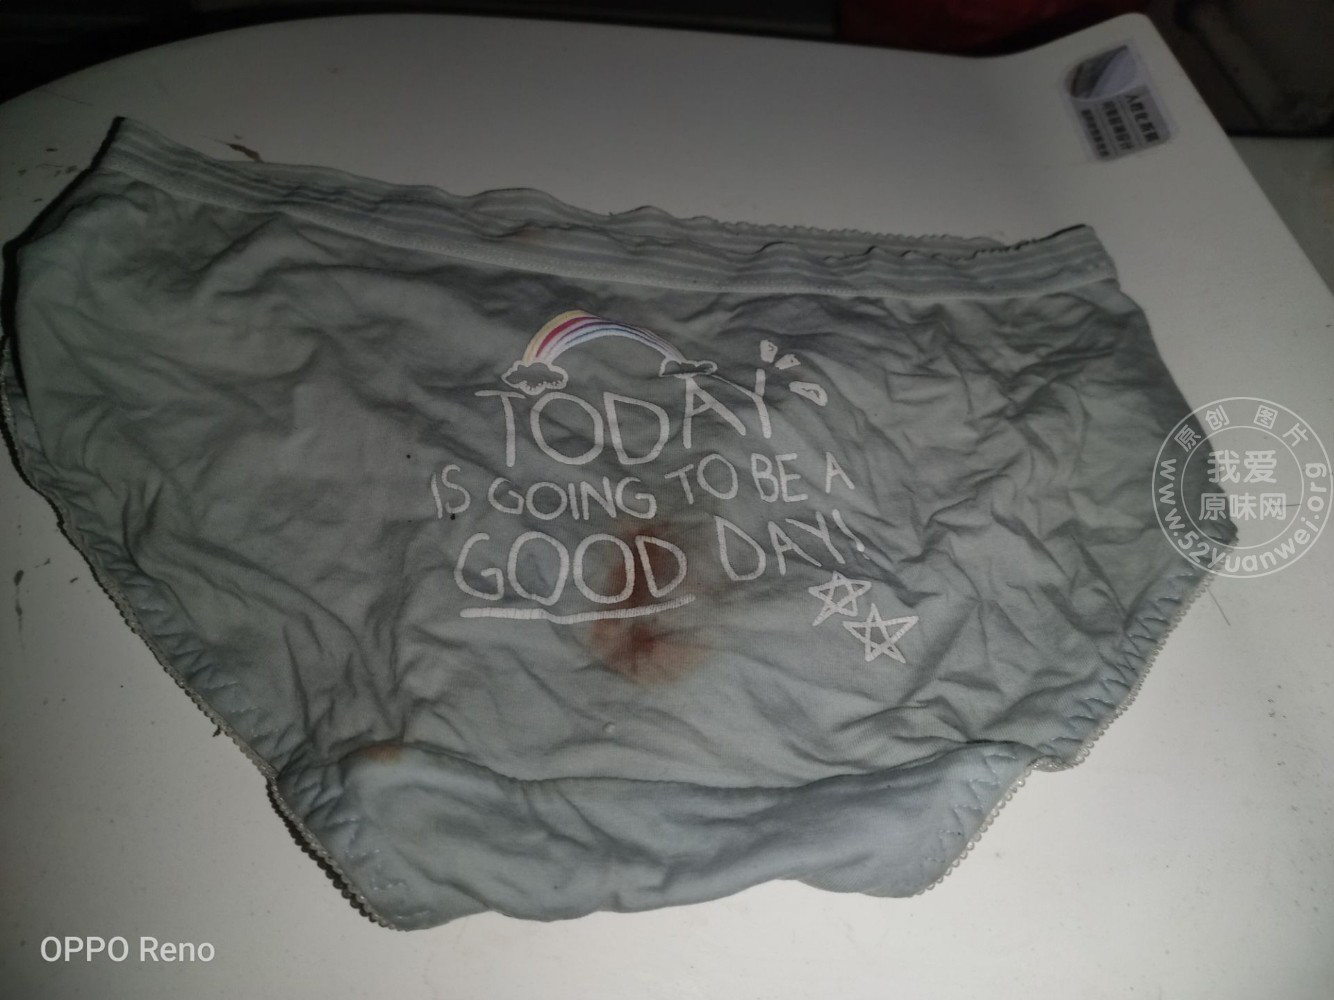 TODAY
IS GOING TO BE A
GOOD DAY!
原创图片
我爱
原味网
www.52Yuanwei.org
OPPO Reno